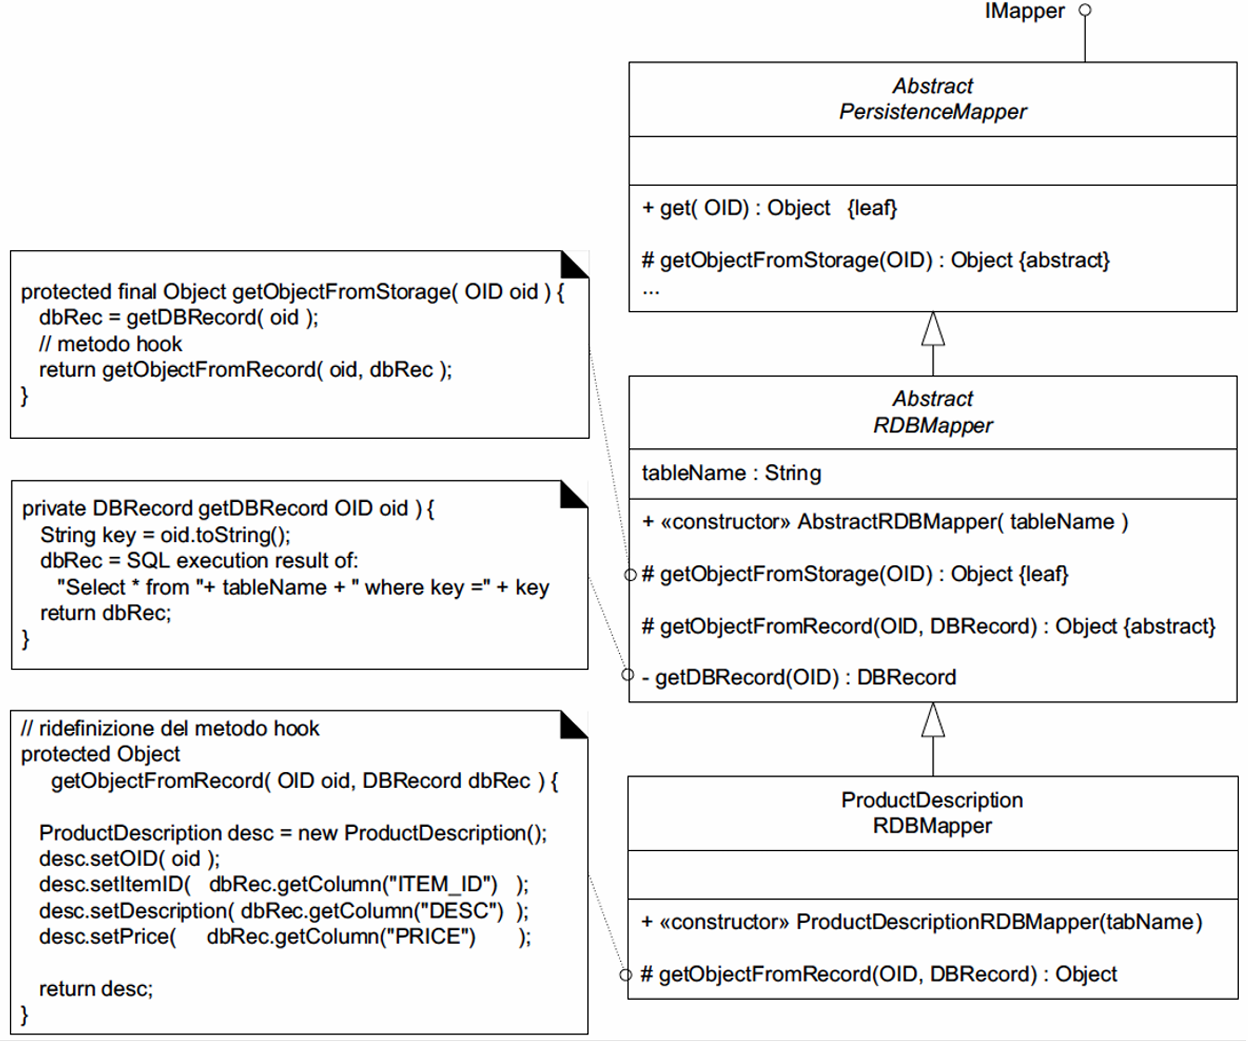 IMapper
Abstract
PersistenceMapper
+ get( OID) : Object {leaf}
# getObjectFromStorage(OID) : Object {abstract}
...
protected final Object getObjectFromStorage( OID oid ) {
dbRec = getDBRecord( oid );
// metodo hook
return getObjectFromRecord( oid, dbRec );
}
Abstract
RDBMapper
tableName : String
+ «constructor» AbstractRDBMapper( tableName )
# getObjectFromStorage(OID) : Object {leaf}
# getObjectFromRecord(OID, DBRecord) : Object {abstract}
- getDBRecord(OID) : DBRecord
private DBRecord getDBRecord OID oid ) {
String key = oid.toString();
dbRec = SQL execution result of:
"Select * from "+ tableName + " where key =" + key
return dbRec;
}
// ridefinizione del metodo hook
protected Object
getObjectFromRecord( OID oid, DBRecord dbRec ) {
ProductDescription desc = new ProductDescription();
desc.setOID( oid );
desc.setItemID( dbRec.getColumn("ITEM_ID") );
desc.setDescription( dbRec.getColumn("DESC") );
desc.setPrice( dbRec.getColumn("PRICE") );
return desc;
}
ProductDescription
RDBMapper
+ «constructor» ProductDescriptionRDBMapper(tabName)
# getObjectFromRecord(OID, DBRecord) : Object